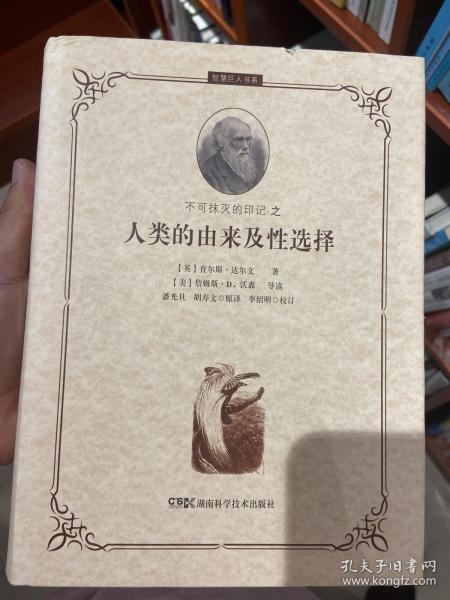 智慧巨人书系
不可抹灭的印记 之
人类的由来及性选择
【英】查尔斯·达尔文 著
【美】詹姆斯·D.沃森 导读
潘光旦 胡寿文◎原译 李绍明◎校订
湖南科学技术出版社
孔夫子旧书网
www.kongfz.com